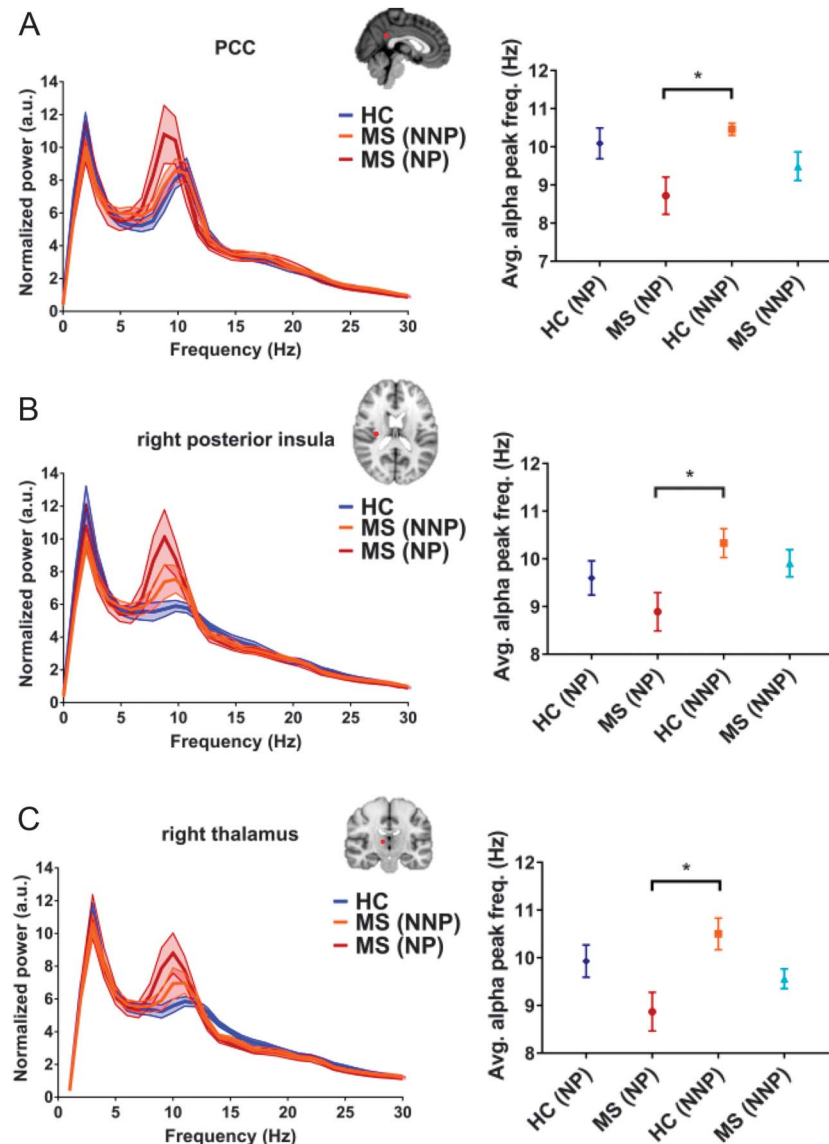 A
PCC
Normalized power (a.u.)
14
12
10
8
6
4
2
0
0 5 10 15 20 25 30
Frequency (Hz)
HC
MS (NNP)
MS (NP)
Avg. alpha peak freq. (Hz)
12
11
10
9
8
7
*
HC (NP)
MS (NP)
HC (NNP)
MS (NNP)
B
right posterior insula
Normalized power (a.u.)
14
12
10
8
6
4
2
0
0 5 10 15 20 25 30
Frequency (Hz)
HC
MS (NNP)
MS (NP)
Avg. alpha peak freq. (Hz)
12
11
10
9
8
*
HC (NP)
MS (NP)
HC (NNP)
MS (NNP)
C
right thalamus
Normalized power (a.u.)
14
12
10
8
6
4
2
0
0 5 10 15 20 25 30
Frequency (Hz)
HC
MS (NNP)
MS (NP)
Avg. alpha peak freq. (Hz)
12
11
10
9
8
*
HC (NP)
MS (NP)
HC (NNP)
MS (NNP)